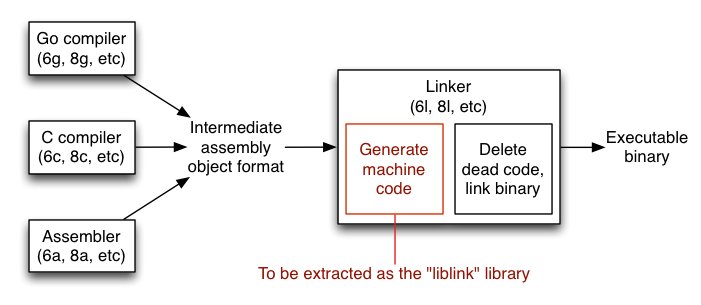 Go compiler
(6g, 8g, etc)
C compiler
(6c, 8c, etc)
Assembler
(6a, 8a, etc)
Intermediate
assembly
object format
Linker
(6l, 8l, etc)
Generate
machine
code
Delete
dead code,
link binary
Executable
binary
To be extracted as the "liblink" library